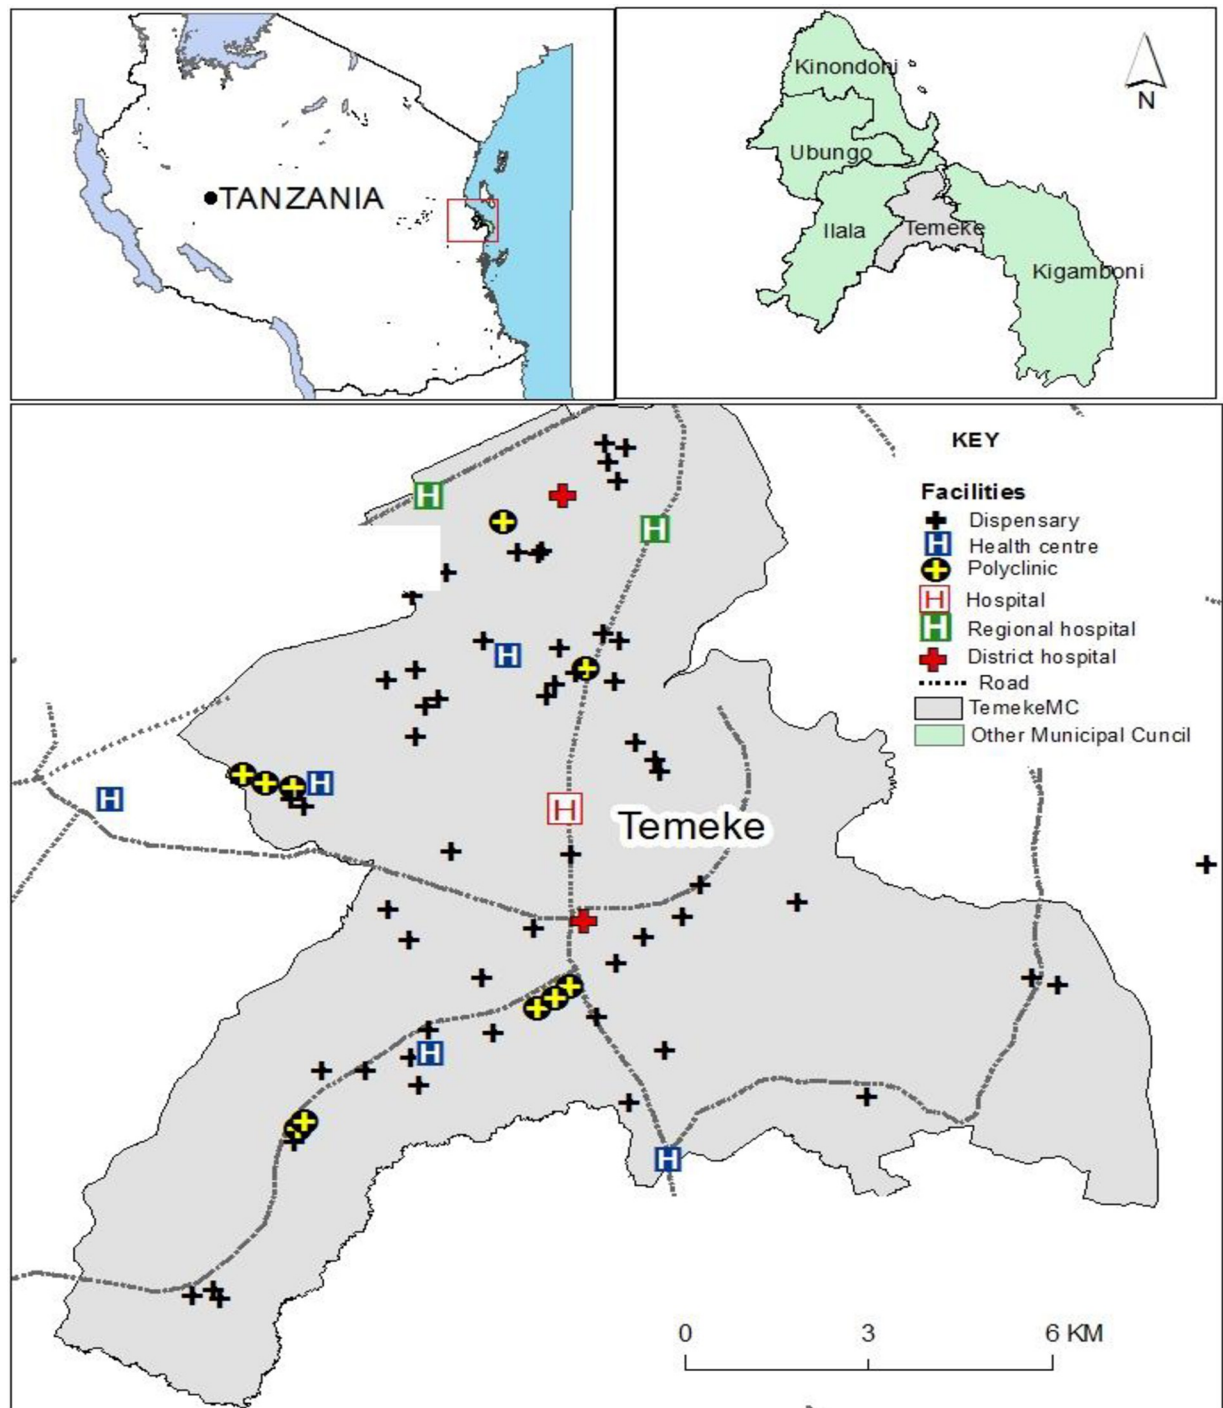 TANZANIA
Kinondoni
Ubungo
Ilala
Temeke
Kigamboni
N
KEY
Facilities
Dispensary
H Health centre
Polyclinic
H Hospital
H Regional hospital
District hospital
Road
TemekeMC
Other Municipal Cuncil
H
H
H
H
H
H
Temeke
H
H
H
0 3 6 KM